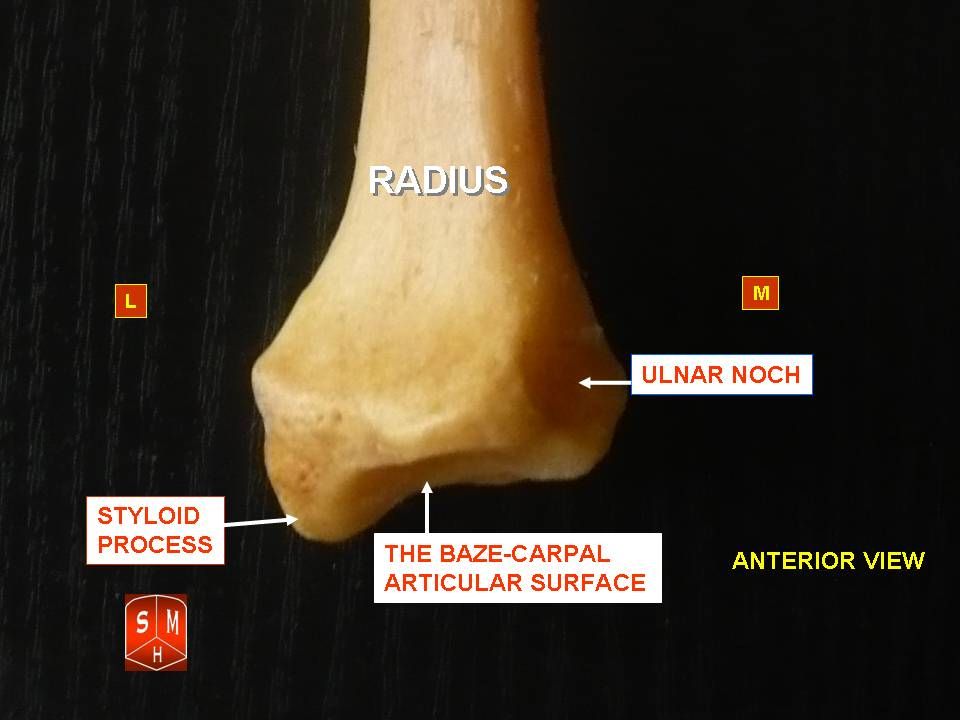 RADIUS
L
M
ULNAR NOCH
STYLOID
PROCESS
THE BAZE-CARPAL
ARTICULAR SURFACE
ANTERIOR VIEW
S M
H